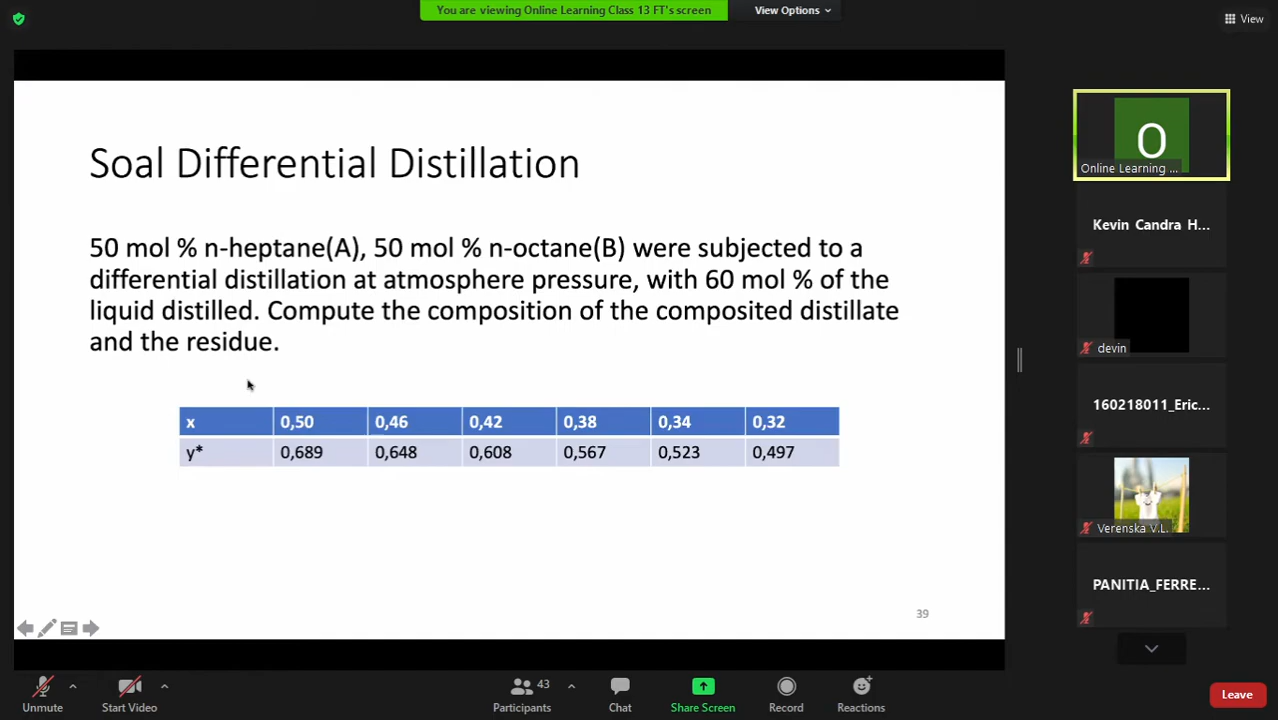 You are viewing Online Learning Class 13 FT's screen
View Options
View
Soal Differential Distillation
50 mol % n-heptane(A), 50 mol % n-octane(B) were subjected to a
differential distillation at atmosphere pressure, with 60 mol % of the
liquid distilled. Compute the composition of the composited distillate
and the residue.
x 0,50 0,46 0,42 0,38 0,34 0,32
y* 0,689 0,648 0,608 0,567 0,523 0,497
39
O
Online Learning ...
Kevin Candra H...
devin
160218011_Eric...
Verenska V.L.
PANITIA_FERRE...
Unmute
Start Video
43
Participants
Chat
Share Screen
Record
Reactions
Leave